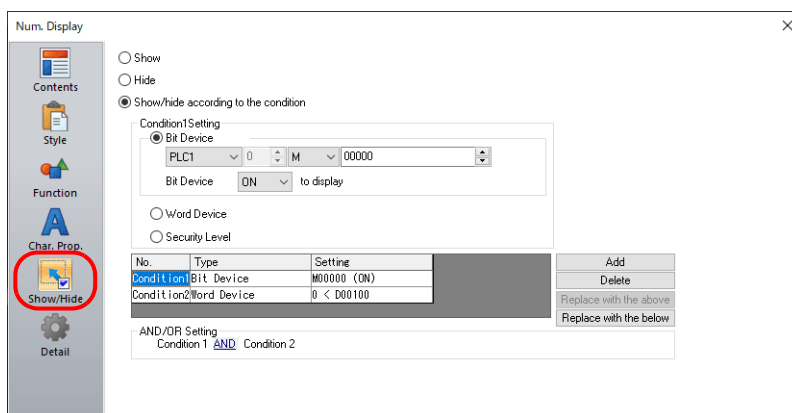 Num. Display
Contents
Style
Function
Char. Prop.
Show/Hide
Detail
Show
Hide
Show/hide according to the condition
Condition1Setting
Bit Device
PLC1 0 M 00000
Bit Device ON to display
Word Device
Security Level
No. Type Setting
Condition1 Bit Device M00000 (ON)
Condition2 Word Device 0 < D00100
Add
Delete
Replace with the above
Replace with the below
AND/OR Setting
Condition 1 AND Condition 2